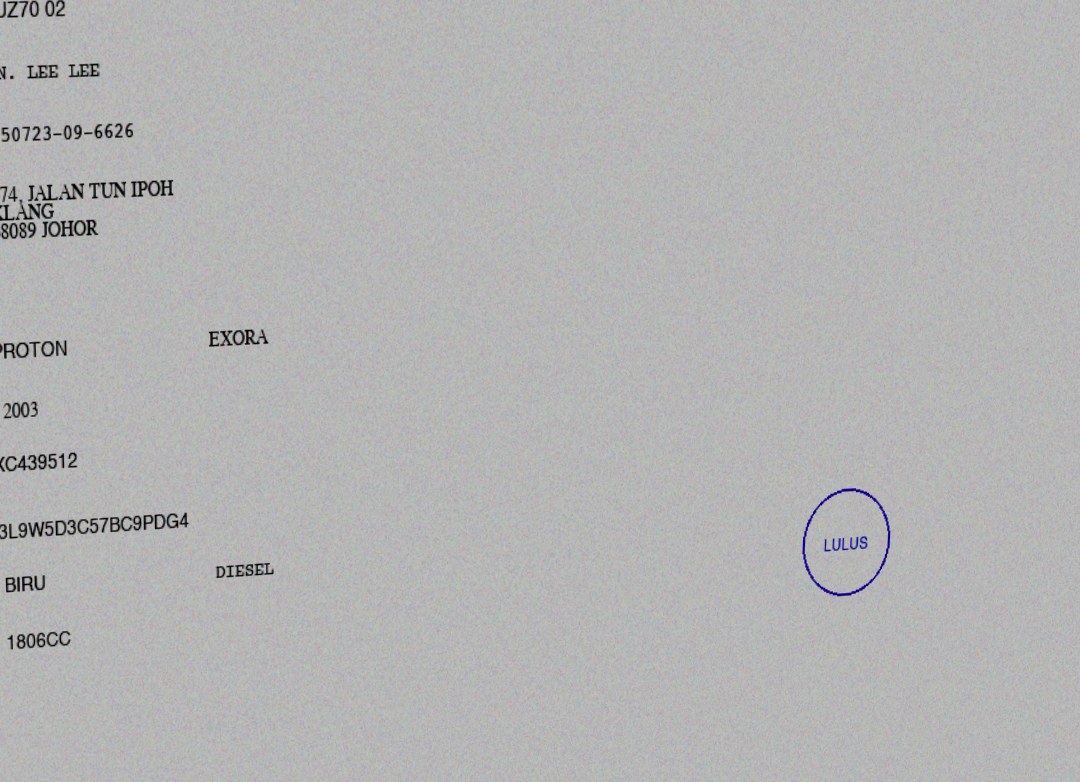 UZ70 02
N. LEE LEE
50723-09-6626
74, JALAN TUN IPOH
KLANG
8089 JOHOR
PROTON EXORA
2003
XC439512
3L9W5D3C57BC9PDG4
BIRU DIESEL
1806CC
LULUS